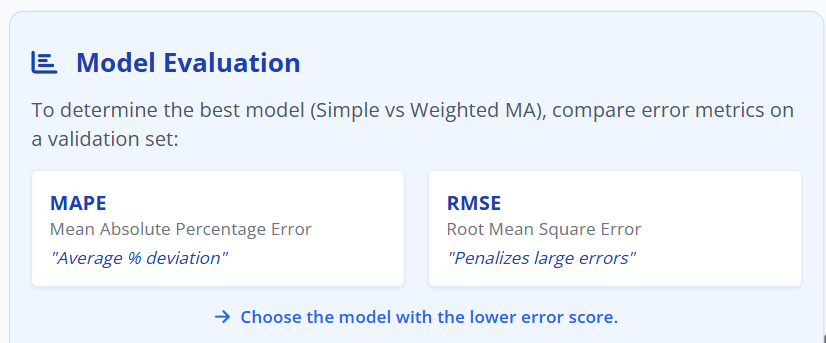 Model Evaluation
To determine the best model (Simple vs Weighted MA), compare error metrics on
a validation set:
MAPE
Mean Absolute Percentage Error
"Average % deviation"
RMSE
Root Mean Square Error
"Penalizes large errors"
→ Choose the model with the lower error score.